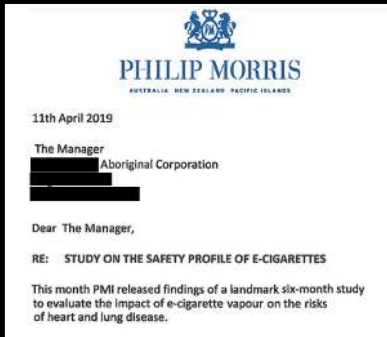 PM
PHILIP MORRIS
AUSTRALIA NEW ZEALAND PACIFIC ISLANDS
11th April 2019
The Manager
Aboriginal Corporation
Dear The Manager,
RE: STUDY ON THE SAFETY PROFILE OF E-CIGARETTES
This month PMI released findings of a landmark six-month study
to evaluate the impact of e-cigarette vapour on the risks
of heart and lung disease.